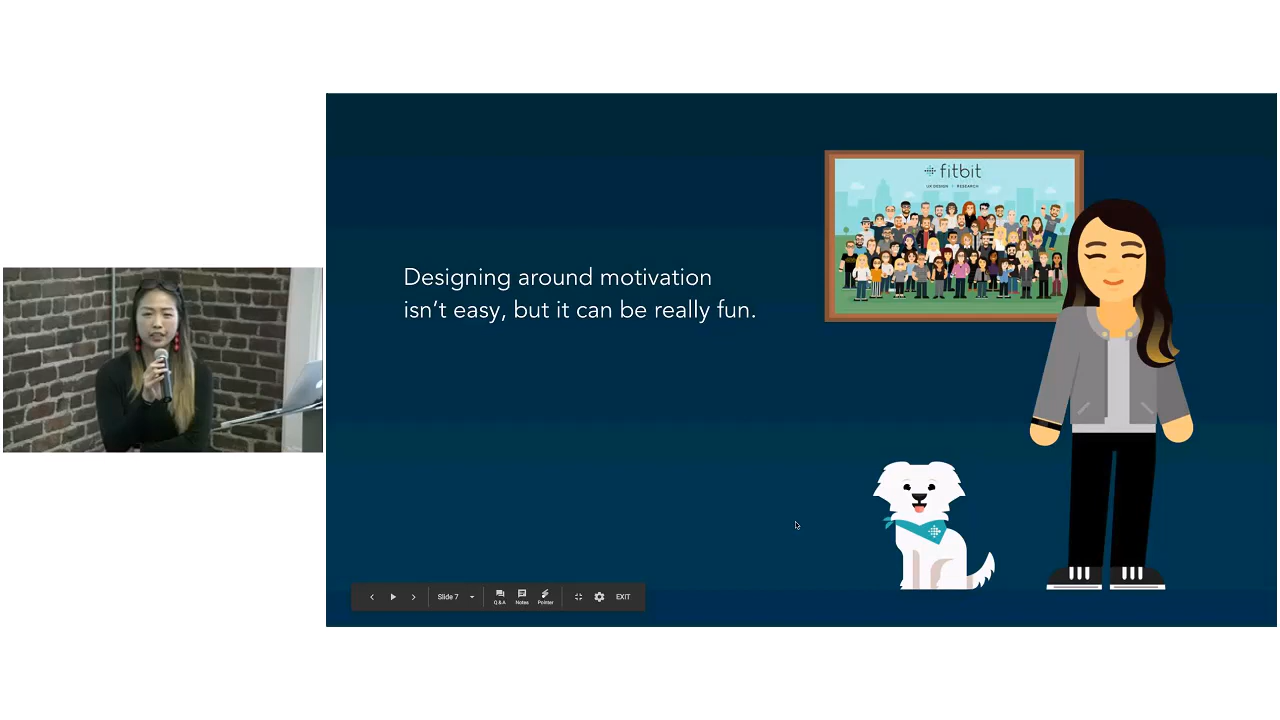 fitbit
UX DESIGN | RESEARCH
Designing around motivation
isn't easy, but it can be really fun.
Slide 7
Q&A
Notes
Pointer
EXIT